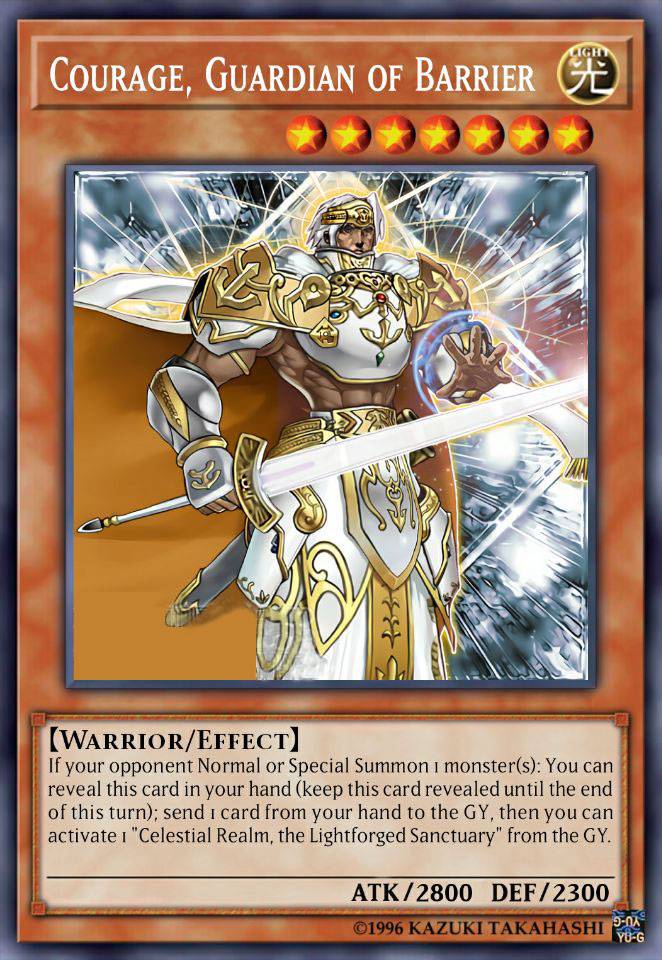 COURAGE, GUARDIAN OF BARRIER
LIGHT
光
[WARRIOR/EFFECT]
If your opponent Normal or Special Summon 1 monster(s): You can
reveal this card in your hand (keep this card revealed until the end
of this turn); send 1 card from your hand to the GY, then you can
activate 1 "Celestial Realm, the Lightforged Sanctuary" from the GY.
ATK/2800 DEF/2300
©1996 KAZUKI TAKAHASHI